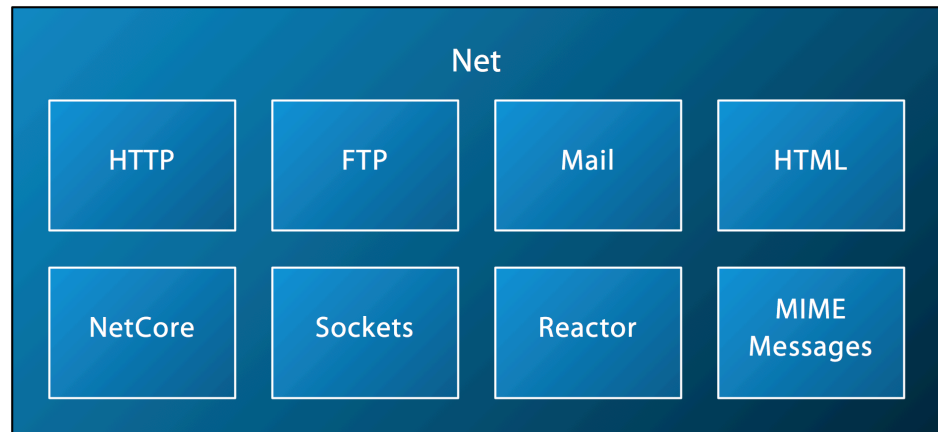 Net
HTTP
FTP
Mail
HTML
NetCore
Sockets
Reactor
MIME
Messages